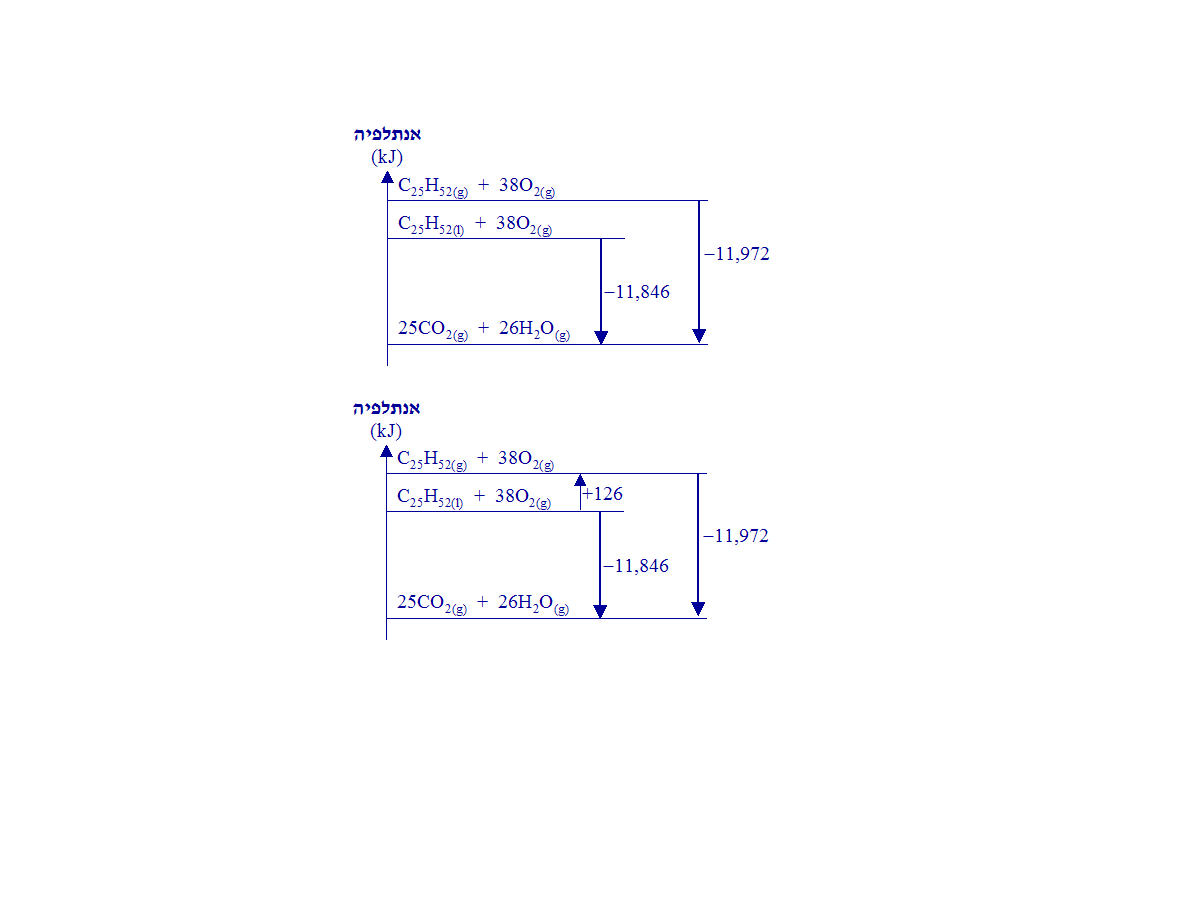 אנתלפיה
(kJ)
C₂₅H₅₂₍g₎ + 38O₂₍g₎
C₂₅H₅₂₍l₎ + 38O₂₍g₎
−11,972
−11,846
25CO₂₍g₎ + 26H₂O₍g₎
אנתלפיה
(kJ)
C₂₅H₅₂₍g₎ + 38O₂₍g₎
+126
C₂₅H₅₂₍l₎ + 38O₂₍g₎
−11,972
−11,846
25CO₂₍g₎ + 26H₂O₍g₎